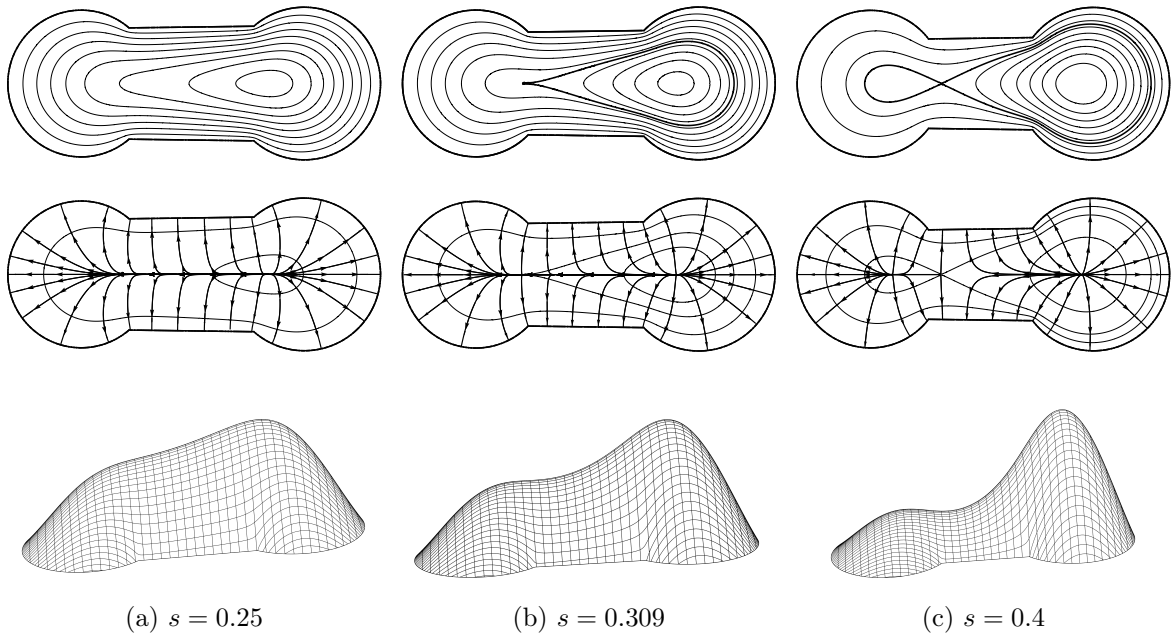 (a) s = 0.25
(b) s = 0.309
(c) s = 0.4